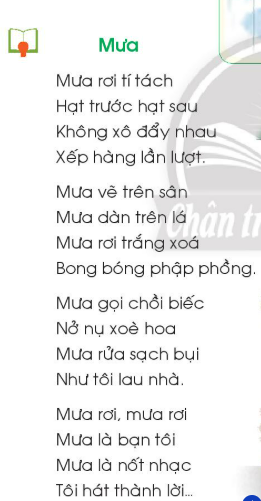 Mưa
Mưa rơi tí tách
Hạt trước hạt sau
Không xô đẩy nhau
Xếp hàng lần lượt.
Mưa vẽ trên sân
Mưa dàn trên lá
Mưa rơi trắng xoá
Bong bóng phập phồng.
Mưa gọi chồi biếc
Nở nụ xoè hoa
Mưa rửa sạch bụi
Như tôi lau nhà.
Mưa rơi, mưa rơi
Mưa là bạn tôi
Mưa là nốt nhạc
Tôi hát thành lời...